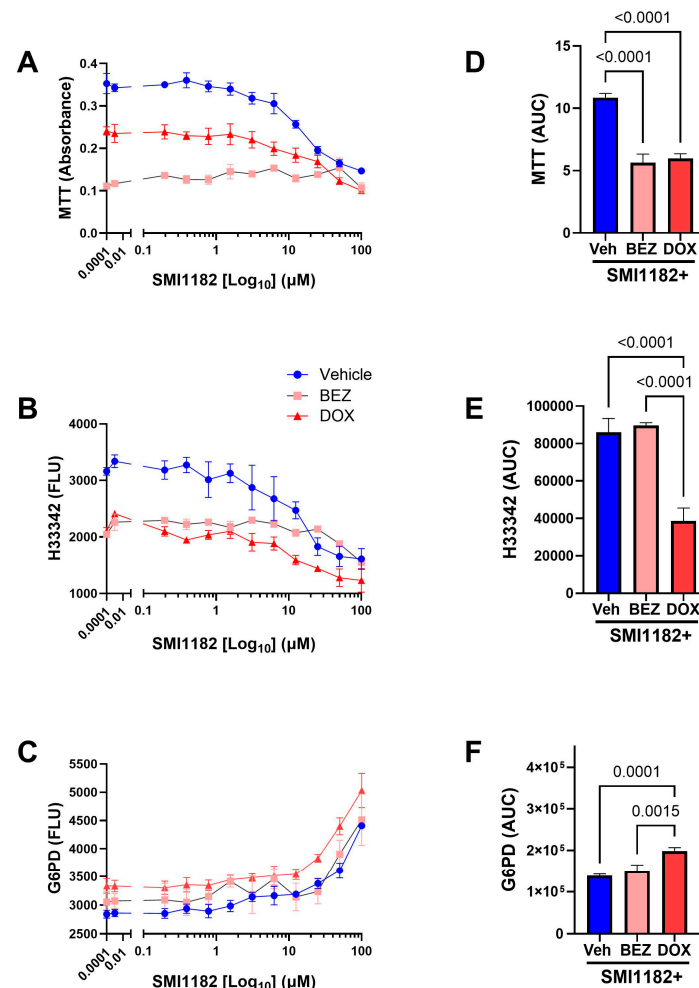 A
MTT (Absorbance)
0.4
0.3
0.2
0.1
0.0
0.0001
0.01
0.1
1
10
100
SMI1182 [Log10] (µM)
D
<0.0001
<0.0001
MTT (AUC)
15
10
5
0
Veh BEZ DOX
SMI1182+
Vehicle
BEZ
DOX
B
H33342 (FLU)
4000
3000
2000
1000
0.0001
0.01
0.1
1
10
100
SMI1182 [Log10] (µM)
E
<0.0001
<0.0001
H33342 (AUC)
100000
80000
60000
40000
20000
0
Veh BEZ DOX
SMI1182+
C
G6PD (FLU)
5500
5000
4500
4000
3500
3000
2500
0.0001
0.01
0.1
1
10
100
SMI1182 [Log10] (µM)
F
0.0001
0.0015
G6PD (AUC)
4×10⁵
3×10⁵
2×10⁵
1×10⁵
0
Veh BEZ DOX
SMI1182+